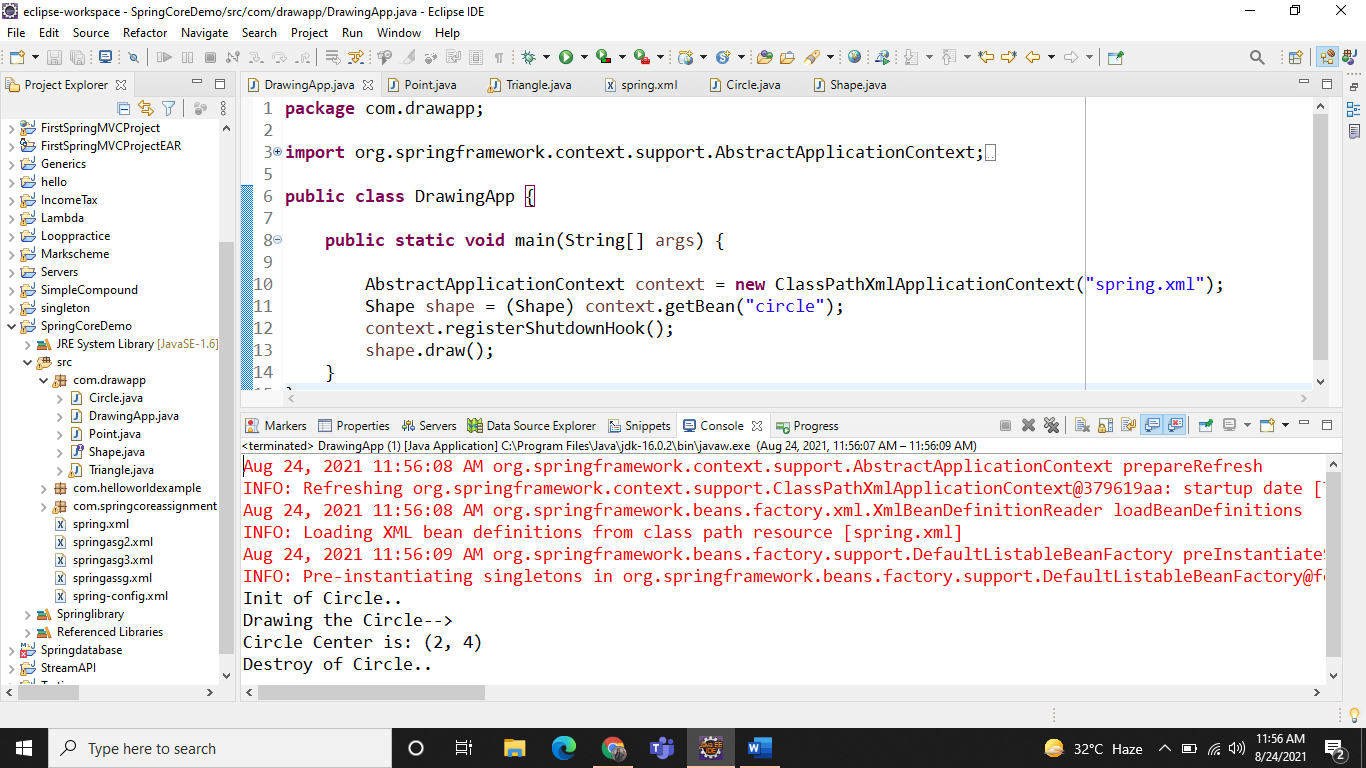 eclipse-workspace - SpringCoreDemo/src/com/drawapp/DrawingApp.java - Eclipse IDE
File Edit Source Refactor Navigate Search Project Run Window Help
Project Explorer
FirstSpringMVCProject
FirstSpringMVCProjectEAR
Generics
hello
IncomeTax
Lambda
Looppractice
Markscheme
Servers
SimpleCompound
singleton
SpringCoreDemo
JRE System Library [JavaSE-1.6]
src
com.drawapp
Circle.java
DrawingApp.java
Point.java
Shape.java
Triangle.java
com.helloworldexample
com.springcoreassignment
spring.xml
springasg2.xml
springasg3.xml
springassg.xml
spring-config.xml
Springlibrary
Referenced Libraries
Springdatabase
StreamAPI
DrawingApp.java Point.java Triangle.java spring.xml Circle.java Shape.java
1 package com.drawapp;
2
3 import org.springframework.context.support.AbstractApplicationContext;
5
6 public class DrawingApp {
7
8 public static void main(String[] args) {
9
10 AbstractApplicationContext context = new ClassPathXmlApplicationContext("spring.xml");
11 Shape shape = (Shape) context.getBean("circle");
12 context.registerShutdownHook();
13 shape.draw();
14 }
Markers Properties Servers Data Source Explorer Snippets Console Progress
<terminated> DrawingApp (1) [Java Application] C:\Program Files\Java\jdk-16.0.2\bin\javaw.exe (Aug 24, 2021, 11:56:07 AM – 11:56:09 AM)
Aug 24, 2021 11:56:08 AM org.springframework.context.support.AbstractApplicationContext prepareRefresh
INFO: Refreshing org.springframework.context.support.ClassPathXmlApplicationContext@379619aa: startup date [
Aug 24, 2021 11:56:08 AM org.springframework.beans.factory.xml.XmlBeanDefinitionReader loadBeanDefinitions
INFO: Loading XML bean definitions from class path resource [spring.xml]
Aug 24, 2021 11:56:09 AM org.springframework.beans.factory.support.DefaultListableBeanFactory preInstantiate
INFO: Pre-instantiating singletons in org.springframework.beans.factory.support.DefaultListableBeanFactory@f
Init of Circle..
Drawing the Circle-->
Circle Center is: (2, 4)
Destroy of Circle..
Type here to search
32°C Haze
11:56 AM
8/24/2021
2